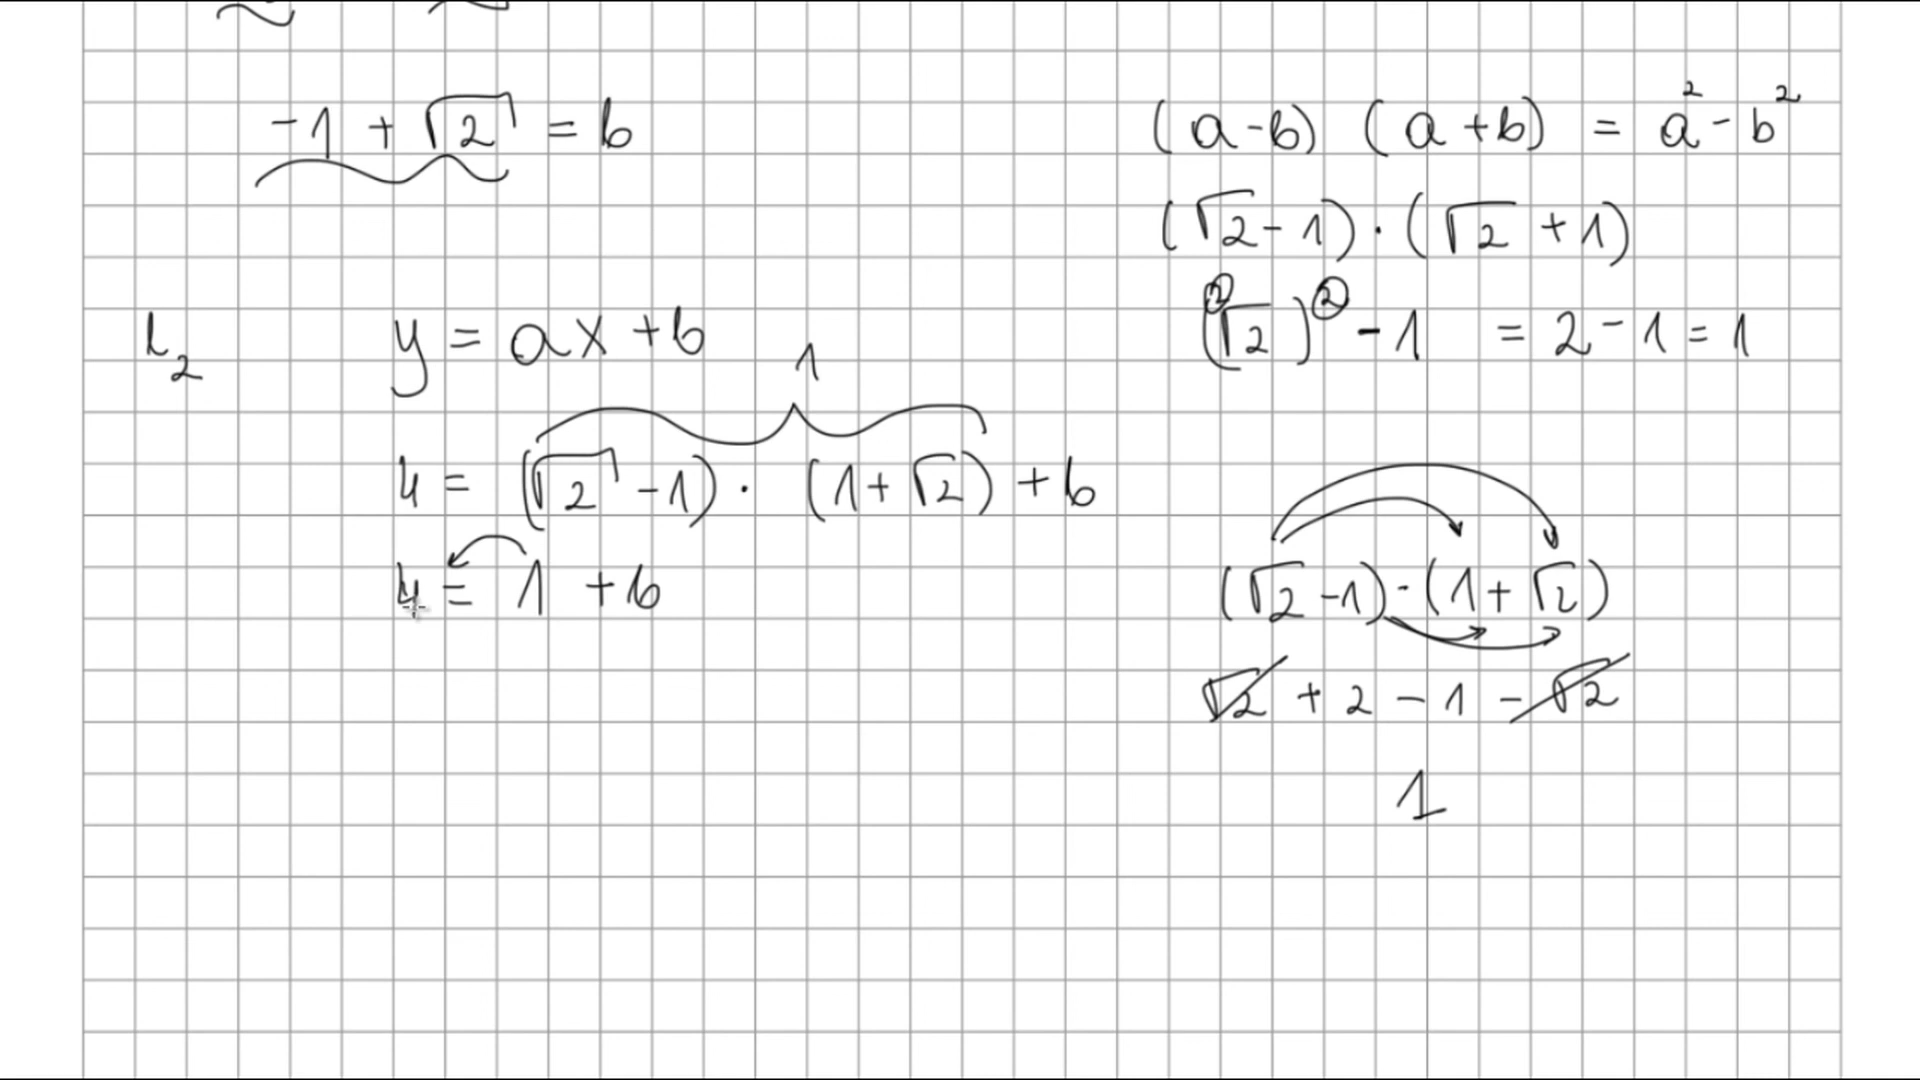 -1 + √2 = b
l₂ y = ax + b
1
4 = (√2 - 1) · (1 + √2) + b
4 = 1 + b
(a - b) (a + b) = a² - b²
(√2 - 1) · (√2 + 1)
(²√2)² - 1 = 2 - 1 = 1
(√2 - 1) · (1 + √2)
√2 + 2 - 1 - √2
1